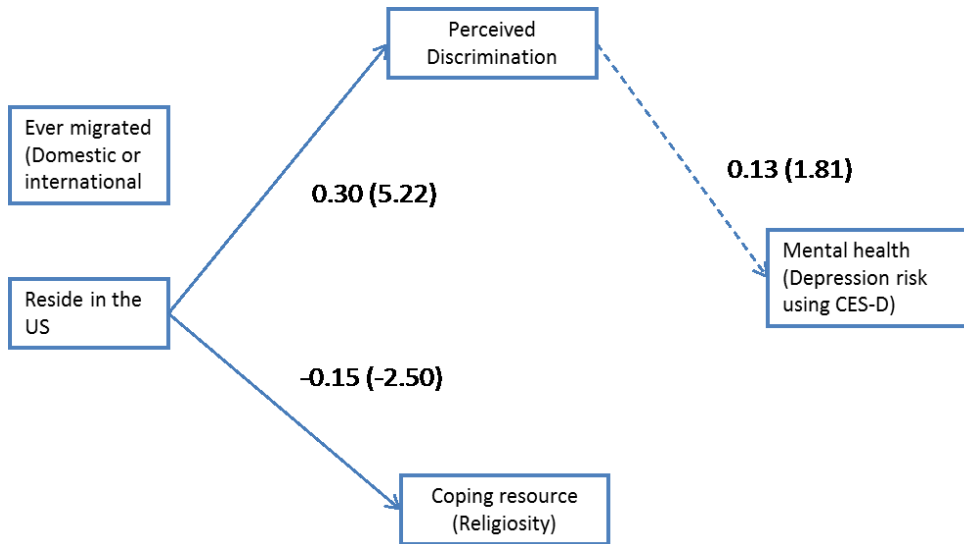 Perceived
Discrimination
Ever migrated
(Domestic or
international
0.30 (5.22)
0.13 (1.81)
Mental health
(Depression risk
using CES-D)
Reside in the
US
-0.15 (-2.50)
Coping resource
(Religiosity)